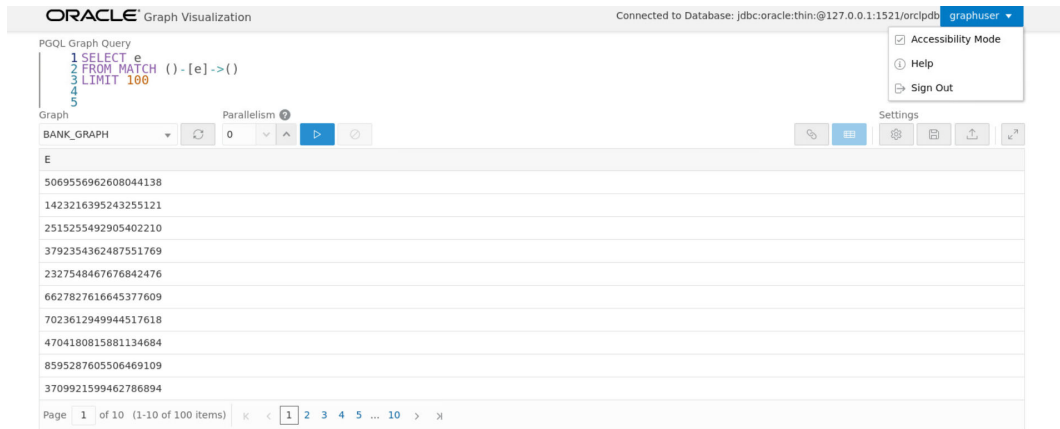 ORACLE® Graph Visualization
Connected to Database: jdbc:oracle:thin:@127.0.0.1:1521/orclpdb graphuser
Accessibility Mode
Help
Sign Out
PGQL Graph Query
1 SELECT e
2 FROM MATCH ()-[e]->()
3 LIMIT 100
4
5
Graph Parallelism ? Settings
BANK_GRAPH 0
E
5069556962608044138
1423216395243255121
2515255492905402210
3792354362487551769
2327548467676842476
6627827616645377609
7023612949944517618
4704180815881134684
8595287605506469109
3709921599462786894
Page 1 of 10 (1-10 of 100 items) 1 2 3 4 5 ... 10